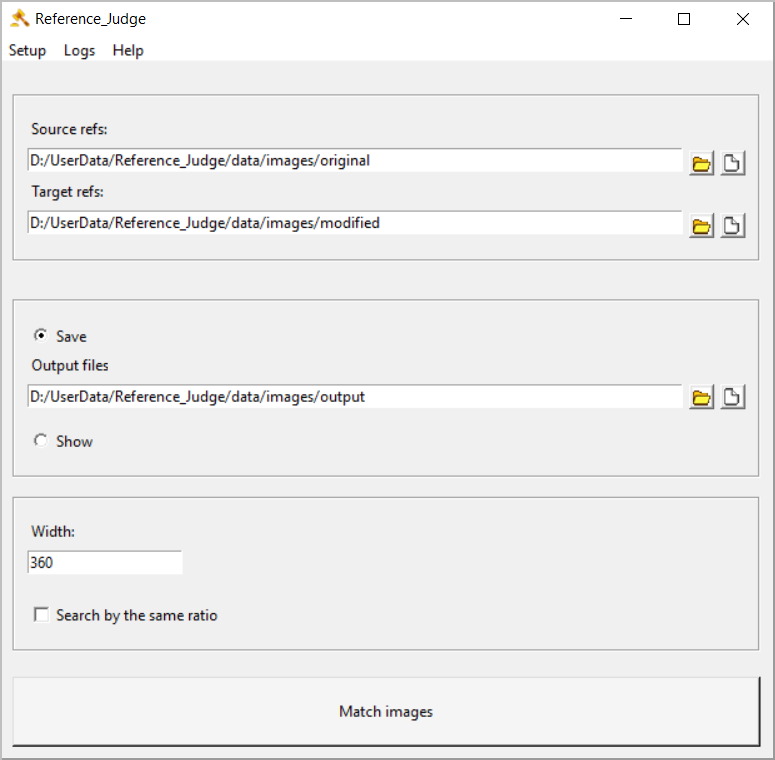 Reference_Judge
Setup Logs Help
Source refs:
D:/UserData/Reference_Judge/data/images/original
Target refs:
D:/UserData/Reference_Judge/data/images/modified
Save
Output files
D:/UserData/Reference_Judge/data/images/output
Show
Width:
360
Search by the same ratio
Match images